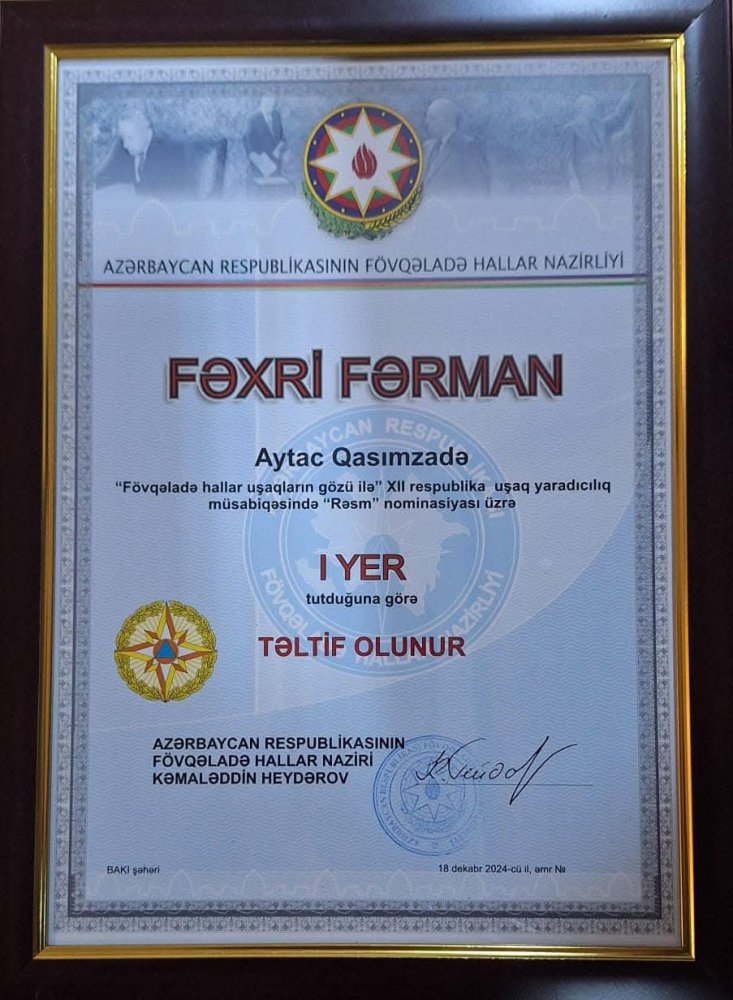 AZƏRBAYCAN RESPUBLİKASININ FÖVQƏLADƏ HALLAR NAZİRLİYİ
FƏXRİ FƏRMAN
Aytac Qasımzadə
“Fövqəladə hallar uşaqların gözü ilə” XII respublika uşaq yaradıcılıq
müsabiqəsində “Rəsm” nominasiyası üzrə
I YER
tutduğuna görə
TƏLTİF OLUNUR
AZƏRBAYCAN RESPUBLİKASININ
FÖVQƏLADƏ HALLAR NAZİRİ
KƏMALƏDDİN HEYDƏROV
BAKI şəhəri
18 dekabr 2024-cü il, əmr №